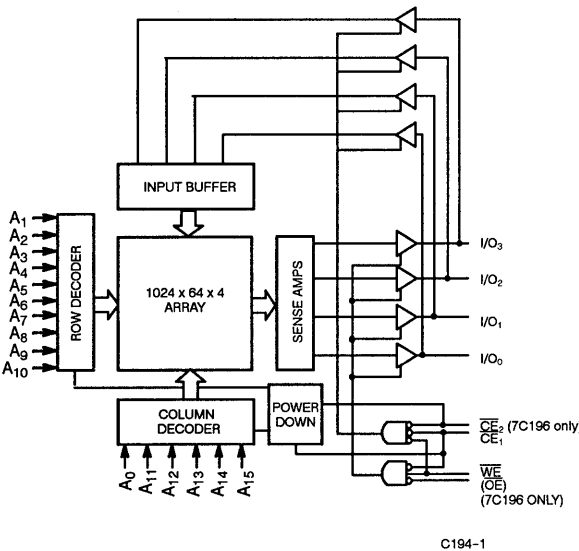 INPUT BUFFER
A1
A2
A3
A4
A5
A6
A7
A8
A9
A10
ROW DECODER
1024 x 64 x 4
ARRAY
SENSE AMPS
I/O3
I/O2
I/O1
I/O0
COLUMN
DECODER
POWER
DOWN
A0
A11
A12
A13
A14
A15
CE2 (7C196 only
CE1
WE
(OE)
(7C196 ONLY)
C194-1